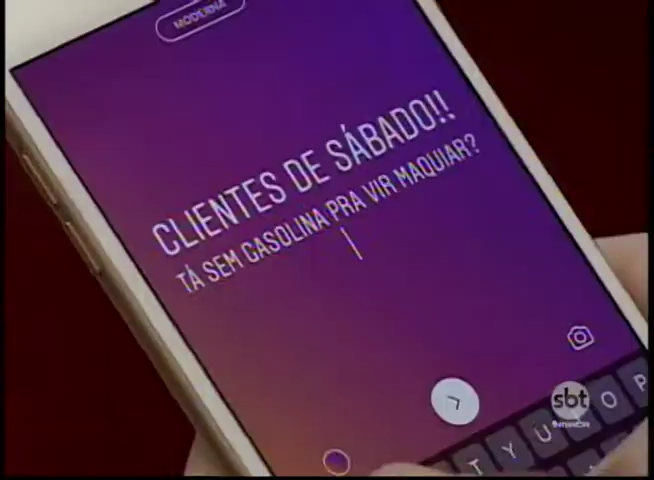 MODERNA
CLIENTES DE SÁBADO!!
TÁ SEM GASOLINA PRA VIR MAQUIAR?
sbt
T Y U O P